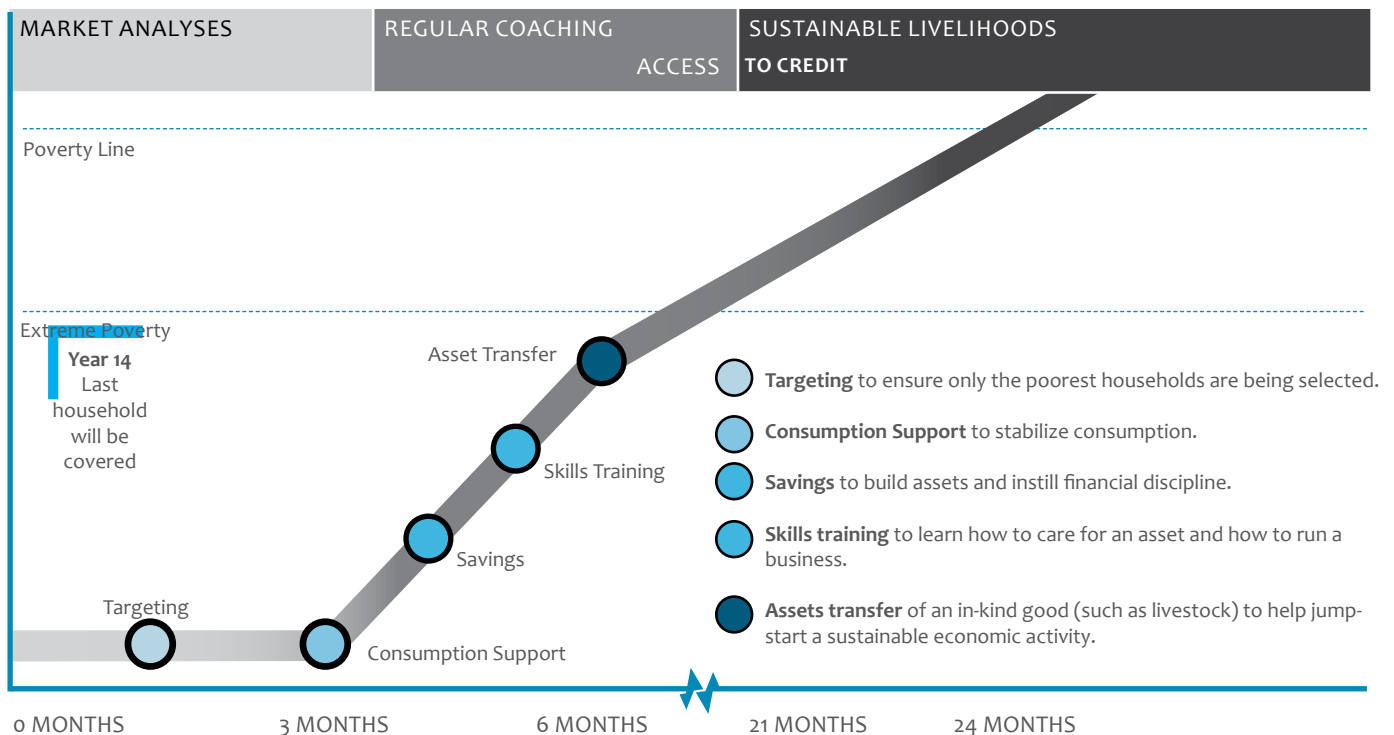 MARKET ANALYSES
REGULAR COACHING
SUSTAINABLE LIVELIHOODS
ACCESS TO CREDIT
Poverty Line
Extreme Poverty
Year 14
Last
household
will be
covered
Asset Transfer
Skills Training
Savings
Targeting
Consumption Support
Targeting to ensure only the poorest households are being selected.
Consumption Support to stabilize consumption.
Savings to build assets and instill financial discipline.
Skills training to learn how to care for an asset and how to run a
business.
Assets transfer of an in-kind good (such as livestock) to help jump-
start a sustainable economic activity.
0 MONTHS
3 MONTHS
6 MONTHS
21 MONTHS
24 MONTHS